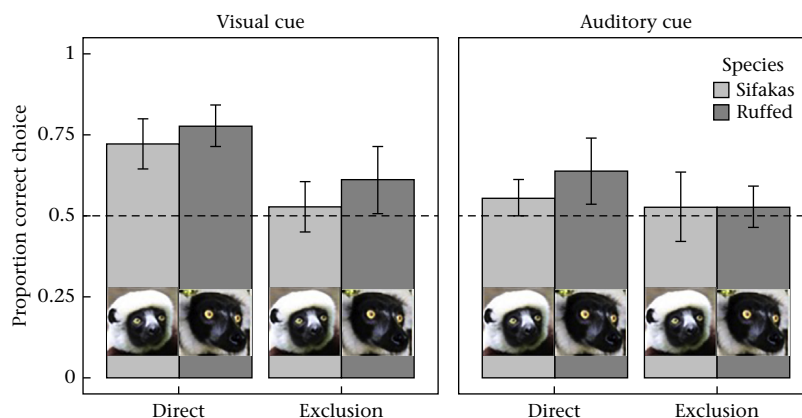 Visual cue
Auditory cue
Proportion correct choice
1
0.75
0.5
0.25
0
Species
Sifakas
Ruffed
Direct
Exclusion
Direct
Exclusion